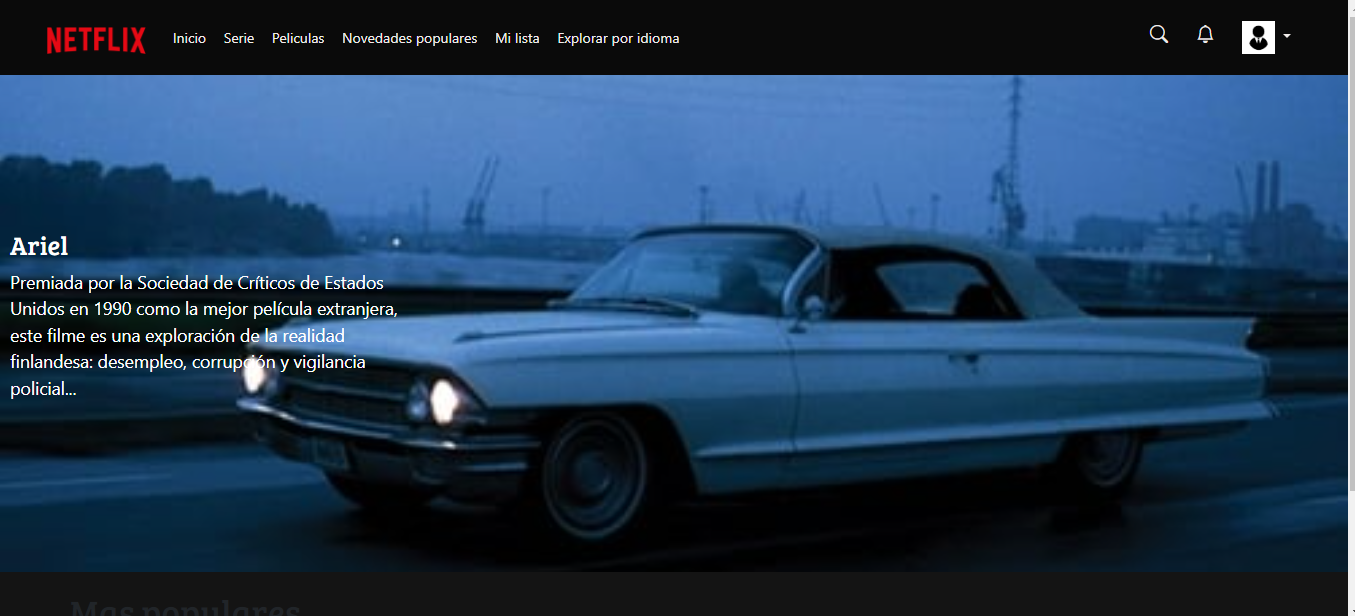 NETFLIX Inicio Serie Peliculas Novedades populares Mi lista Explorar por idioma
Ariel
Premiada por la Sociedad de Críticos de Estados
Unidos en 1990 como la mejor película extranjera,
este filme es una exploración de la realidad
finlandesa: desempleo, corrupción y vigilancia
policial...
Mas populares